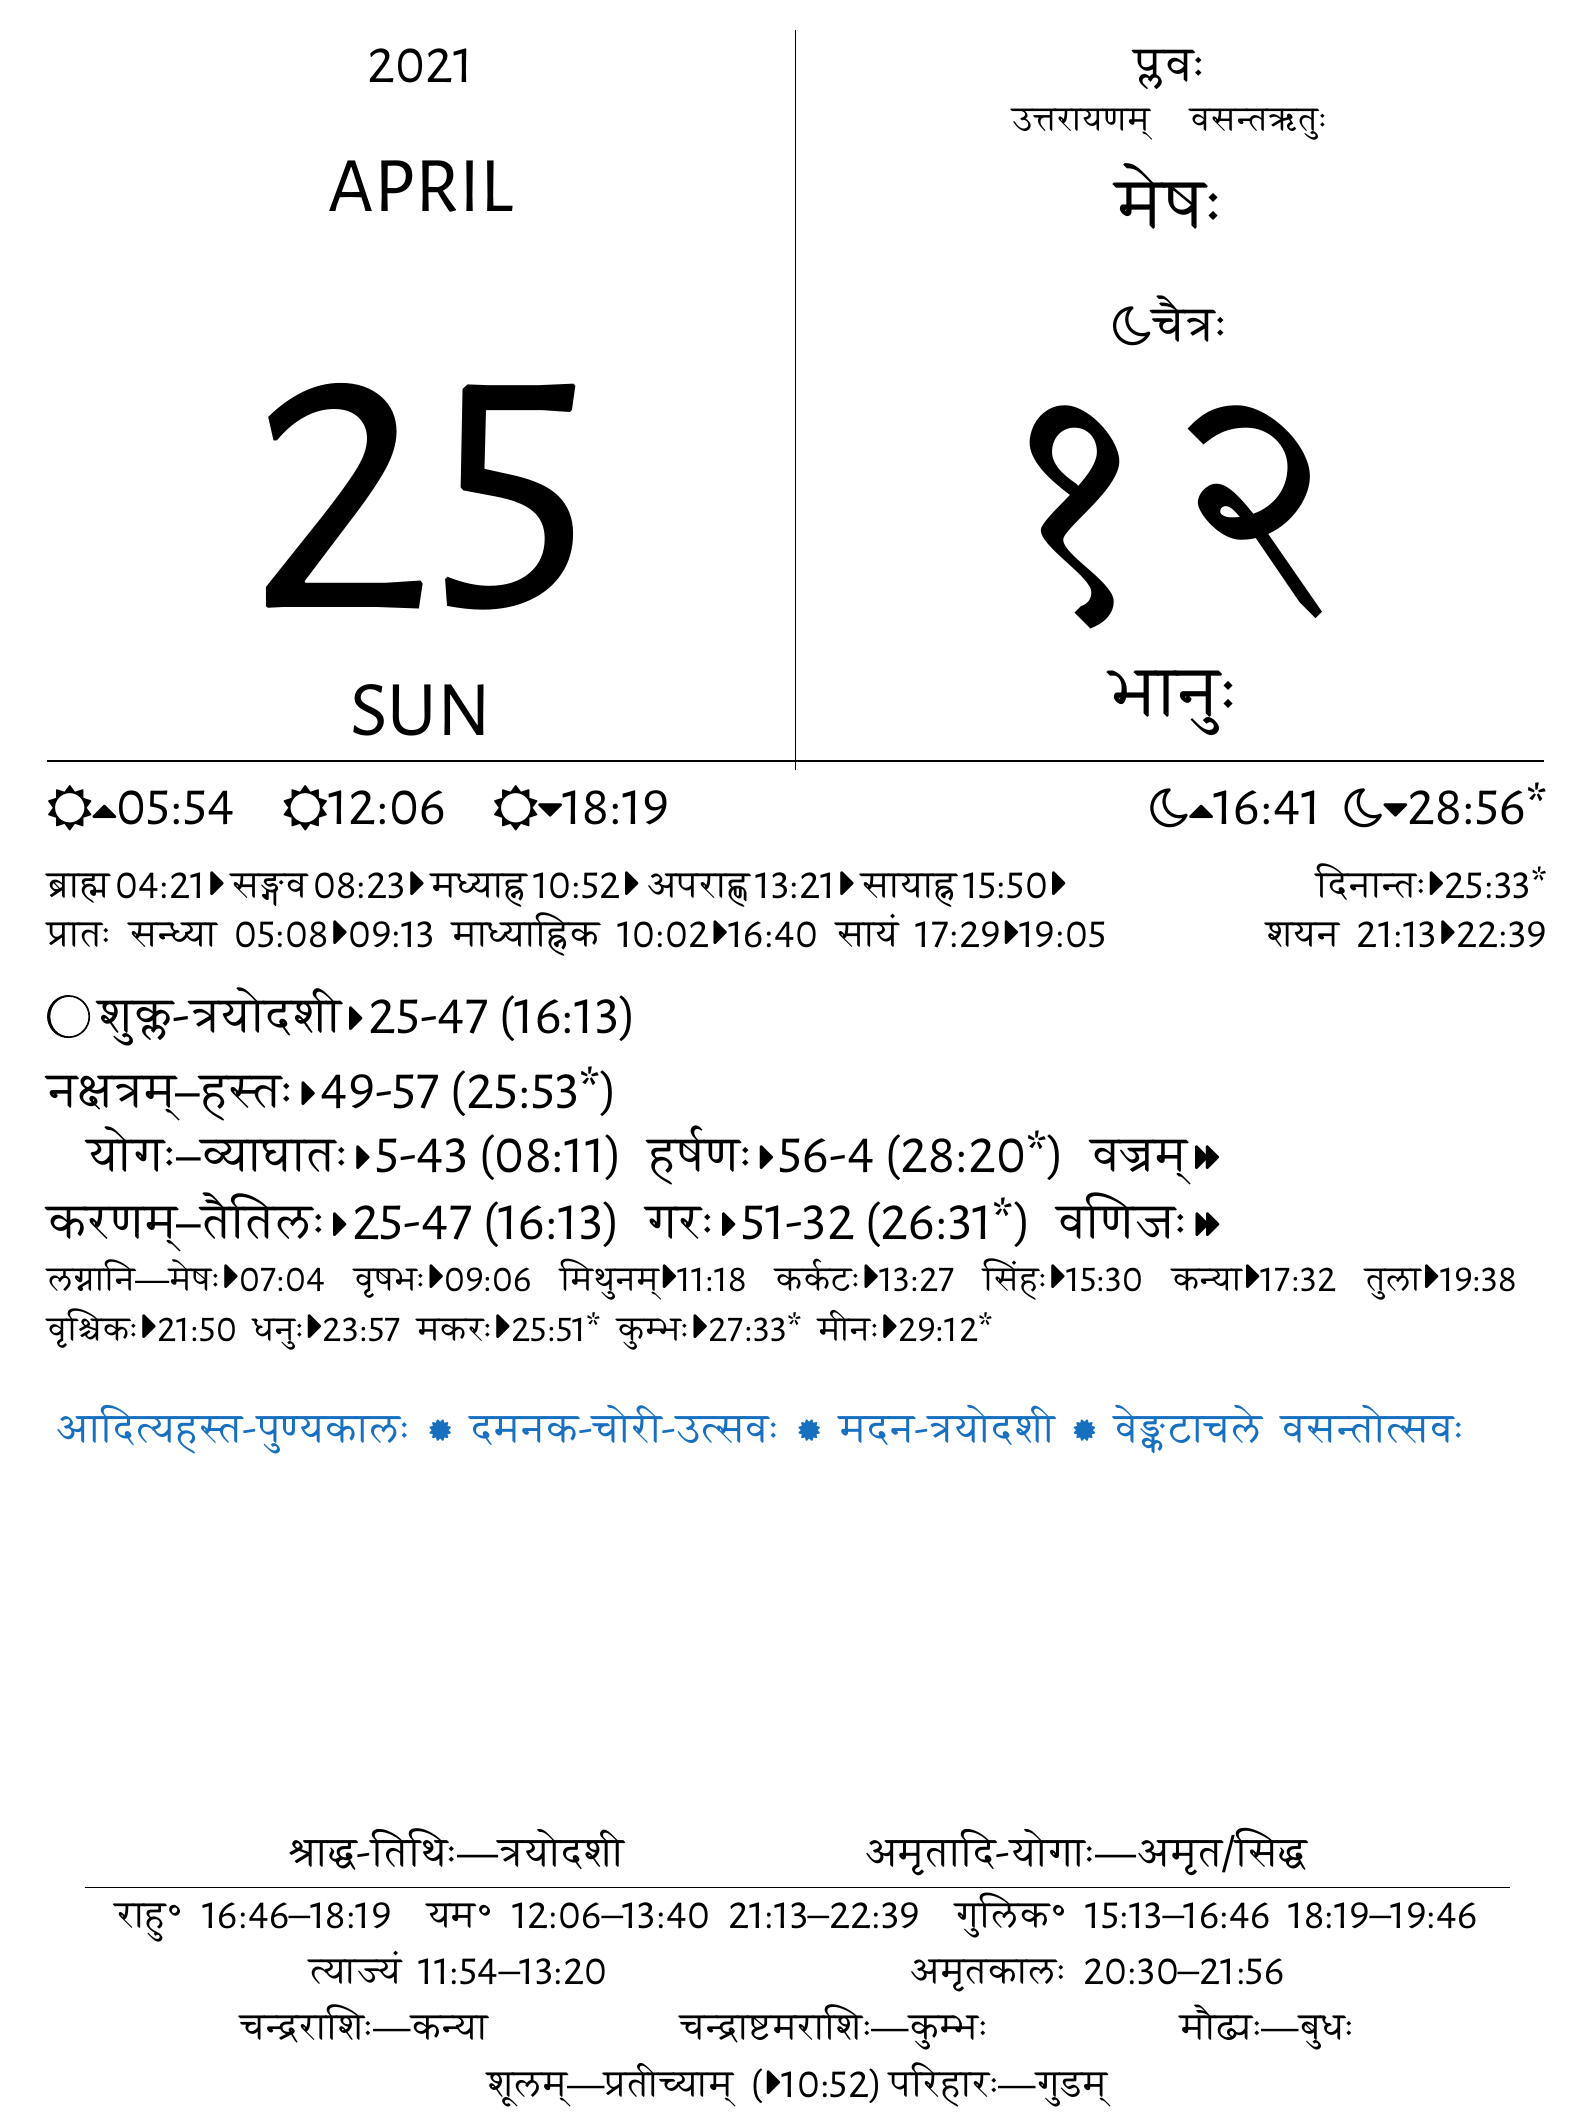 2021
APRIL
25
SUN
प्लवः
उत्तरायणम् वसन्तऋतुः
मेषः
चैत्रः
१२
भानुः
05:54 12:06 18:19 16:41 28:56*
ब्राह्म 04:21 सङ्गव 08:23 मध्याह्न 10:52 अपराह्ण 13:21 सायाह्न 15:50 दिनान्तः 25:33*
प्रातः सन्ध्या 05:08 09:13 माध्याह्निक 10:02 16:40 सायं 17:29 19:05 शयन 21:13 22:39
शुक्ल-त्रयोदशी 25-47 (16:13)
नक्षत्रम्–हस्तः 49-57 (25:53*)
योगः–व्याघातः 5-43 (08:11) हर्षणः 56-4 (28:20*) वज्रम्
करणम्–तैतिलः 25-47 (16:13) गरः 51-32 (26:31*) वणिजः
लग्नानि—मेषः 07:04 वृषभः 09:06 मिथुनम् 11:18 कर्कटः 13:27 सिंहः 15:30 कन्या 17:32 तुला 19:38
वृश्चिकः 21:50 धनुः 23:57 मकरः 25:51* कुम्भः 27:33* मीनः 29:12*
आदित्यहस्त-पुण्यकालः दमनक-चोरी-उत्सवः मदन-त्रयोदशी वेङ्कटाचले वसन्तोत्सवः
श्राद्ध-तिथिः—त्रयोदशी अमृतादि-योगाः—अमृत/सिद्ध
राहु॰ 16:46–18:19 यम॰ 12:06–13:40 21:13–22:39 गुलिक॰ 15:13–16:46 18:19–19:46
त्याज्यं 11:54–13:20 अमृतकालः 20:30–21:56
चन्द्रराशिः—कन्या चन्द्राष्टमराशिः—कुम्भः मौढ्यः—बुधः
शूलम्—प्रतीच्याम् (10:52) परिहारः—गुडम्